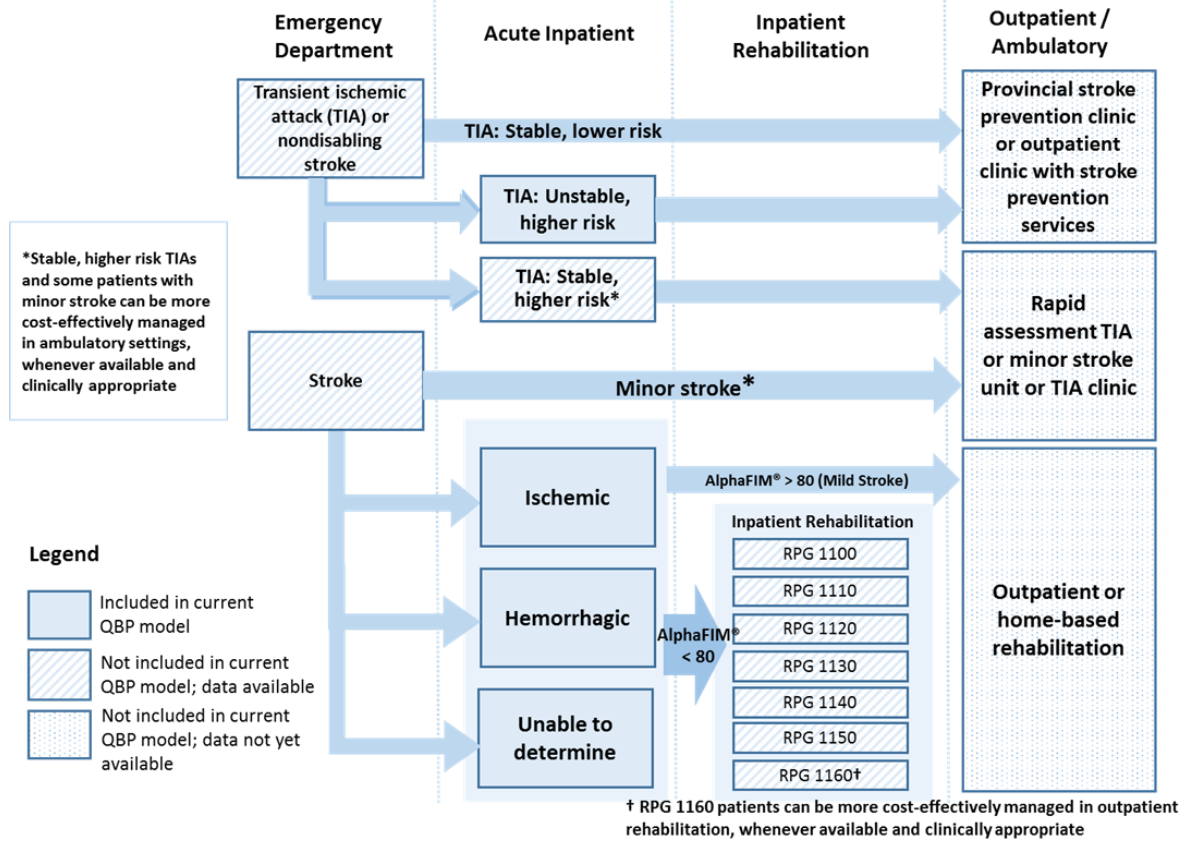 Emergency
Department
Acute Inpatient
Inpatient
Rehabilitation
Outpatient /
Ambulatory
Transient ischemic
attack (TIA) or
nondisabling
stroke
TIA: Stable, lower risk
Provincial stroke
prevention clinic
or outpatient
clinic with stroke
prevention
services
TIA: Unstable,
higher risk
TIA: Stable,
higher risk*
*Stable, higher risk TIAs
and some patients with
minor stroke can be more
cost-effectively managed
in ambulatory settings,
whenever available and
clinically appropriate
Rapid
assessment TIA
or minor stroke
unit or TIA clinic
Stroke
Minor stroke*
Ischemic
AlphaFIM® > 80 (Mild Stroke)
Hemorrhagic
AlphaFIM®
< 80
Unable to
determine
Inpatient Rehabilitation
RPG 1100
RPG 1110
RPG 1120
RPG 1130
RPG 1140
RPG 1150
RPG 1160†
Outpatient or
home-based
rehabilitation
Legend
Included in current
QBP model
Not included in current
QBP model; data available
Not included in current
QBP model; data not yet
available
† RPG 1160 patients can be more cost-effectively managed in outpatient
rehabilitation, whenever available and clinically appropriate